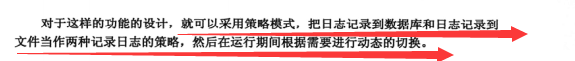 对于这样的功能的设计，就可以采用策略模式，把日志记录到数据库和日志记录到
文件当作两种记录日志的策略，然后在运行期间根据需要进行动态的切换。